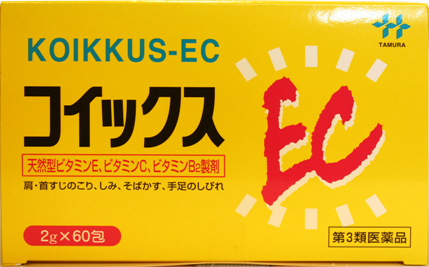 KOIKKUS-EC
TAMURA
コイックス
EC
天然型ビタミンE、ビタミンC、ビタミンB2製剤
肩・首すじのこり、しみ、そばかす、手足のしびれ
2g×60包
第3類医薬品